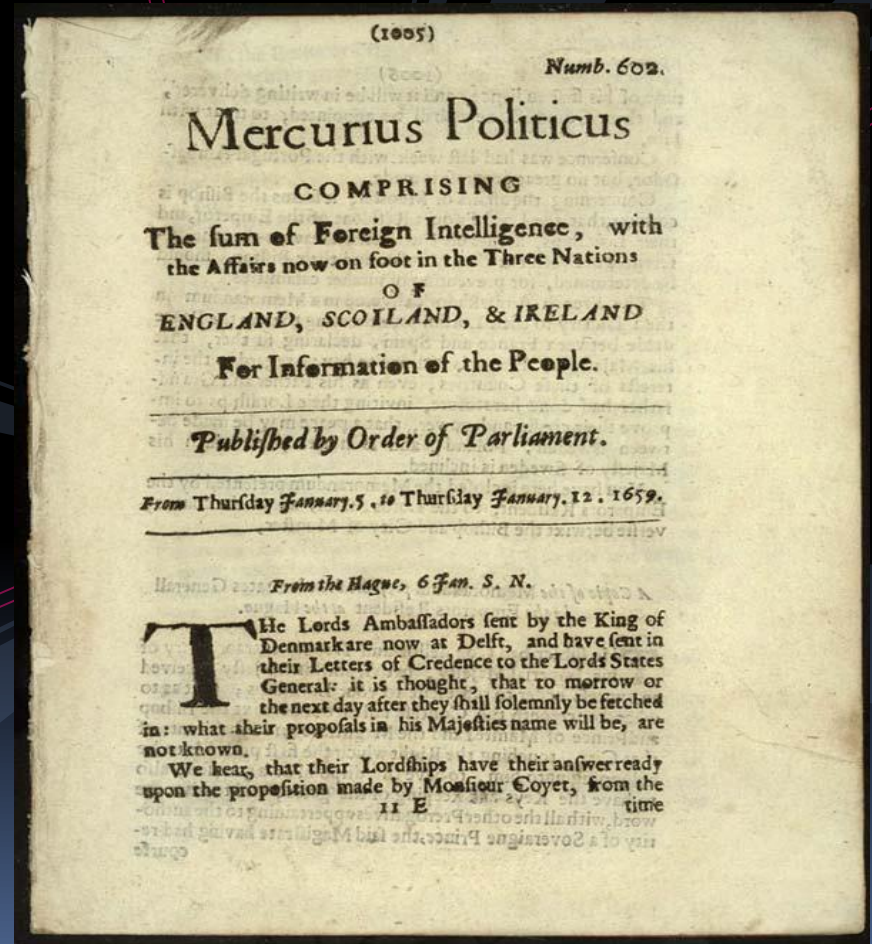 (1005)
Numb. 602.
Mercurius Politicus
COMPRISING
The ſum of Foreign Intelligence, with
the Affairs now on foot in the Three Nations
OF
ENGLAND, SCOTLAND, & IRELAND
For Information of the People.
Publiſhed by Order of Parliament.
From Thurſday January.5, to Thurſday January.12. 1659.
From the Hague, 6 Jan. S. N.
THe Lords Ambaſſadors ſent by the King of
Denmark are now at Delft, and have ſent in
their Letters of Credence to the Lords States
General: it is thought, that to morrow or
the next day after they ſhall ſolemnly be fetched
in: what their propoſals in his Majeſties name will be, are
not known.
We hear, that their Lordſhips have their anſwer ready
upon the propoſition made by Monſieur Coyet, from the
11 E
time